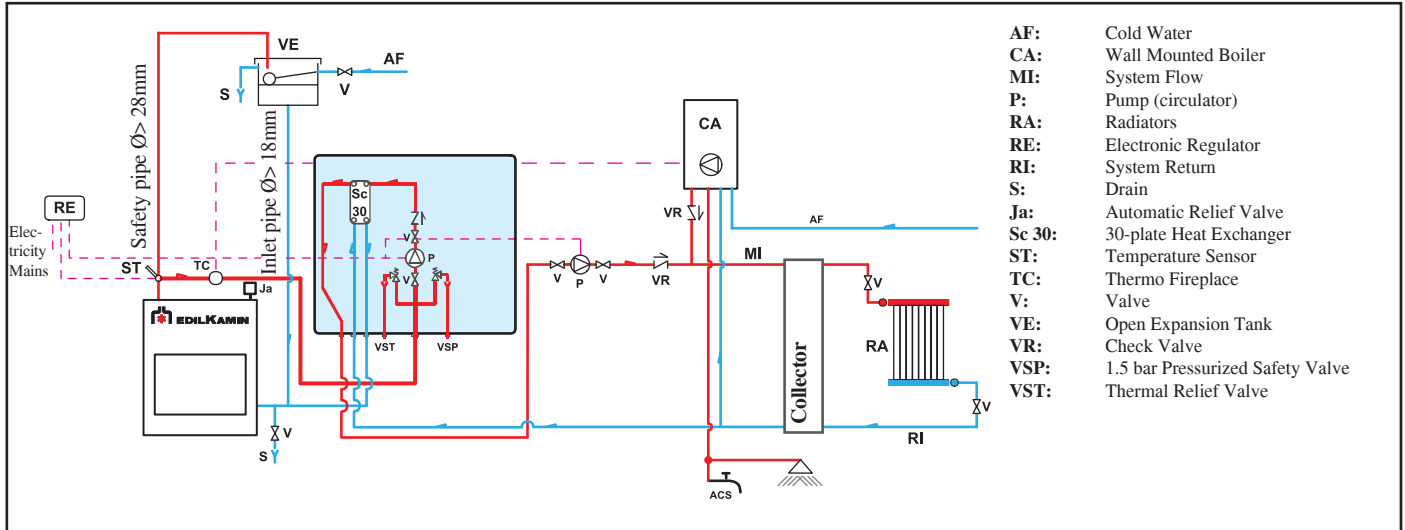 VE
AF
S
V
Safety pipe Ø> 28mm
Inlet pipe Ø> 18mm
RE
Elec-
tricity
Mains
ST
TC
Ja
EDILKAMIN
V
S
Sc
30
V
P
V
VST
VSP
CA
VR
AF
MI
V
P
V
VR
Collector
V
RA
V
RI
ACS
AF: Cold Water
CA: Wall Mounted Boiler
MI: System Flow
P: Pump (circulator)
RA: Radiators
RE: Electronic Regulator
RI: System Return
S: Drain
Ja: Automatic Relief Valve
Sc 30: 30-plate Heat Exchanger
ST: Temperature Sensor
TC: Thermo Fireplace
V: Valve
VE: Open Expansion Tank
VR: Check Valve
VSP: 1.5 bar Pressurized Safety Valve
VST: Thermal Relief Valve